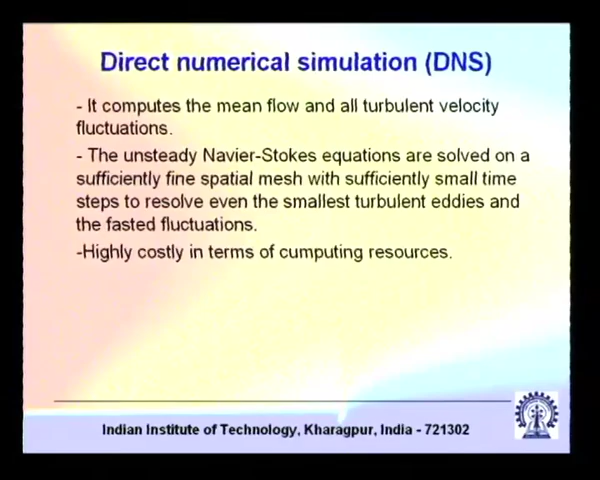 Direct numerical simulation (DNS)
- It computes the mean flow and all turbulent velocity
fluctuations.
- The unsteady Navier-Stokes equations are solved on a
sufficiently fine spatial mesh with sufficiently small time
steps to resolve even the smallest turbulent eddies and
the fasted fluctuations.
-Highly costly in terms of cumputing resources.
Indian Institute of Technology, Kharagpur, India - 721302